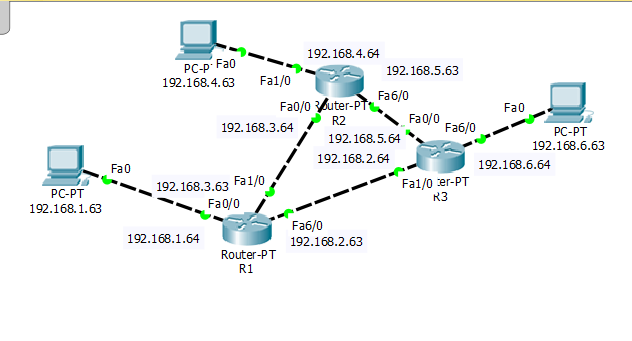 192.168.4.64
PC-P
Fa0
192.168.4.63
Fa1/0
192.168.5.63
Fa0/0
Router-PT
R2
Fa6/0
192.168.3.64
192.168.5.64
Fa0/0
Fa6/0
Fa0
PC-PT
192.168.6.63
192.168.2.64
192.168.6.64
Fa1/0
er-PT
R3
Fa0
PC-PT
192.168.1.63
192.168.3.63
Fa1/0
Fa0/0
192.168.1.64
Fa6/0
192.168.2.63
Router-PT
R1